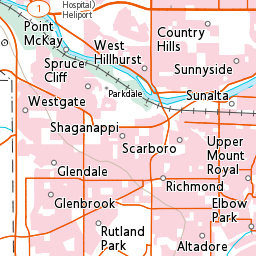 1
Hospital)
Heliport
Point
McKay
West
Hillhurst
Country
Hills
Spruce
Cliff
Sunnyside
Parkdale
Westgate
Sunalta
Shaganappi
Scarboro
Upper
Mount
Royal
Glendale
Richmond
Glenbrook
Elbow
Park
Rutland
Park
Altadore